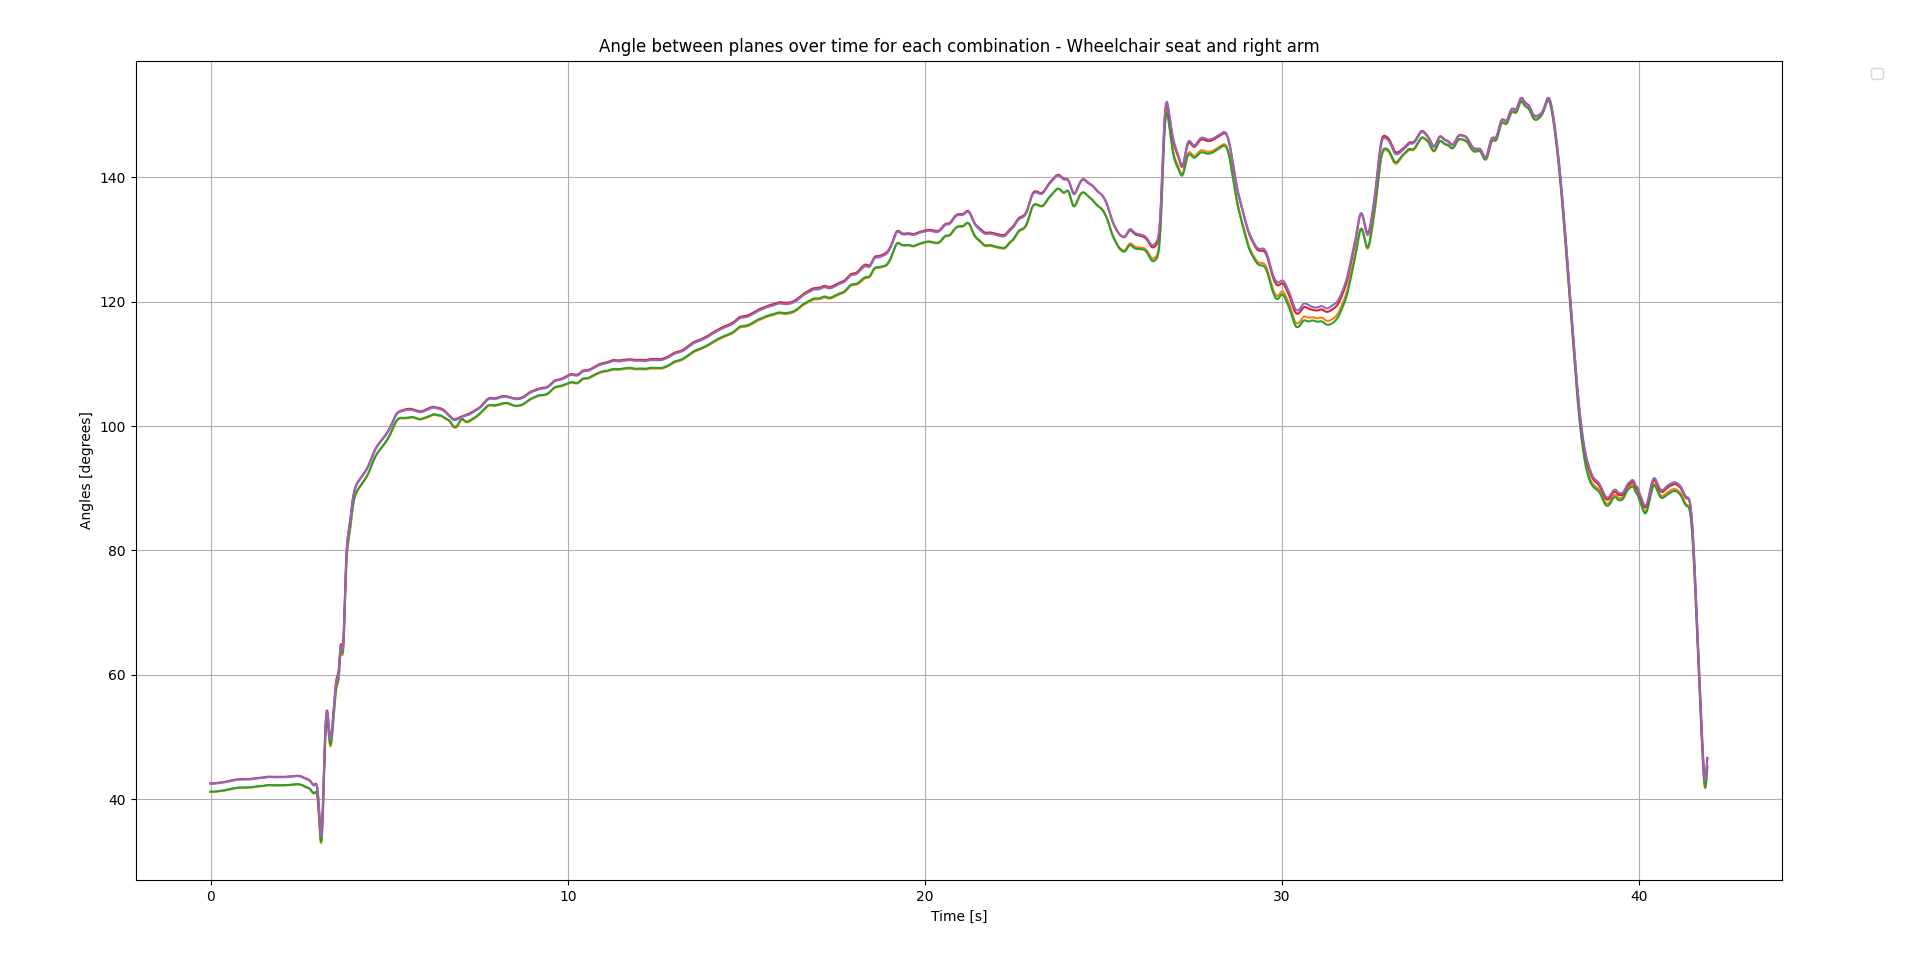 Angle between planes over time for each combination - Wheelchair seat and right arm
140
120
100
80
60
40
Angles [degrees]
0 10 20 30 40
Time [s]